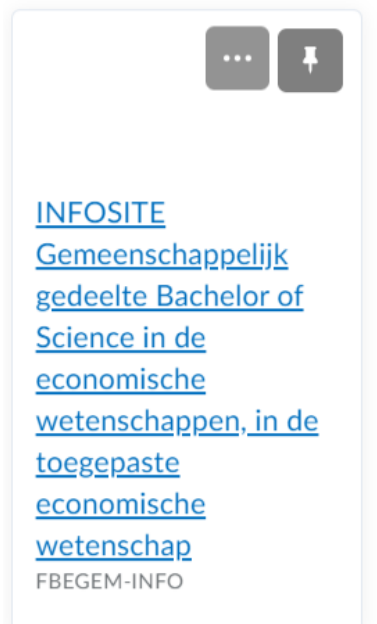 INFOSITE
Gemeenschappelijk
gedeelte Bachelor of
Science in de
economische
wetenschappen, in de
toegepaste
economische
wetenschap
FBEGEM-INFO